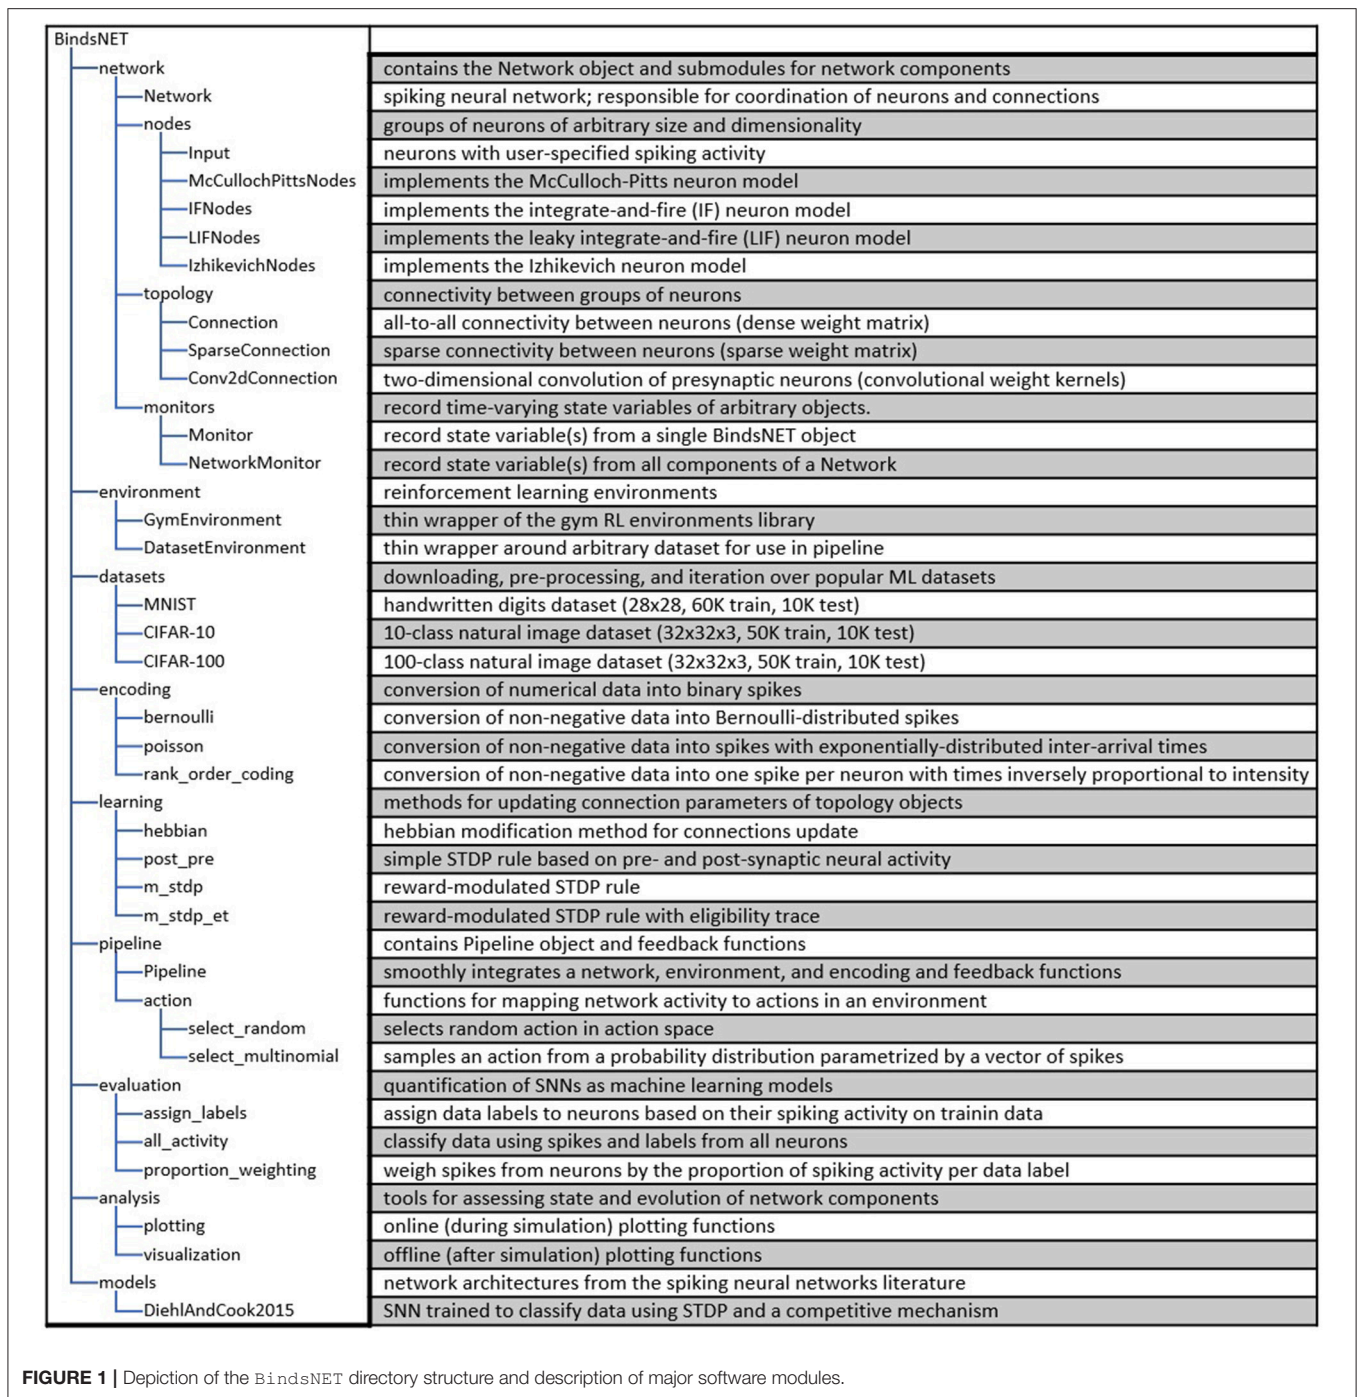 BindsNET
network contains the Network object and submodules for network components
Network spiking neural network; responsible for coordination of neurons and connections
nodes groups of neurons of arbitrary size and dimensionality
Input neurons with user-specified spiking activity
McCullochPittsNodes implements the McCulloch-Pitts neuron model
IFNodes implements the integrate-and-fire (IF) neuron model
LIFNodes implements the leaky integrate-and-fire (LIF) neuron model
IzhikevichNodes implements the Izhikevich neuron model
topology connectivity between groups of neurons
Connection all-to-all connectivity between neurons (dense weight matrix)
SparseConnection sparse connectivity between neurons (sparse weight matrix)
Conv2dConnection two-dimensional convolution of presynaptic neurons (convolutional weight kernels)
monitors record time-varying state variables of arbitrary objects.
Monitor record state variable(s) from a single BindsNET object
NetworkMonitor record state variable(s) from all components of a Network
environment reinforcement learning environments
GymEnvironment thin wrapper of the gym RL environments library
DatasetEnvironment thin wrapper around arbitrary dataset for use in pipeline
datasets downloading, pre-processing, and iteration over popular ML datasets
MNIST handwritten digits dataset (28x28, 60K train, 10K test)
CIFAR-10 10-class natural image dataset (32x32x3, 50K train, 10K test)
CIFAR-100 100-class natural image dataset (32x32x3, 50K train, 10K test)
encoding conversion of numerical data into binary spikes
bernoulli conversion of non-negative data into Bernoulli-distributed spikes
poisson conversion of non-negative data into spikes with exponentially-distributed inter-arrival times
rank_order_coding conversion of non-negative data into one spike per neuron with times inversely proportional to intensity
learning methods for updating connection parameters of topology objects
hebbian hebbian modification method for connections update
post_pre simple STDP rule based on pre- and post-synaptic neural activity
m_stdp reward-modulated STDP rule
m_stdp_et reward-modulated STDP rule with eligibility trace
pipeline contains Pipeline object and feedback functions
Pipeline smoothly integrates a network, environment, and encoding and feedback functions
action functions for mapping network activity to actions in an environment
select_random selects random action in action space
select_multinomial samples an action from a probability distribution parametrized by a vector of spikes
evaluation quantification of SNNs as machine learning models
assign_labels assign data labels to neurons based on their spiking activity on trainin data
all_activity classify data using spikes and labels from all neurons
proportion_weighting weigh spikes from neurons by the proportion of spiking activity per data label
analysis tools for assessing state and evolution of network components
plotting online (during simulation) plotting functions
visualization offline (after simulation) plotting functions
models network architectures from the spiking neural networks literature
DiehlAndCook2015 SNN trained to classify data using STDP and a competitive mechanism
FIGURE 1 | Depiction of the BindsNET directory structure and description of major software modules.